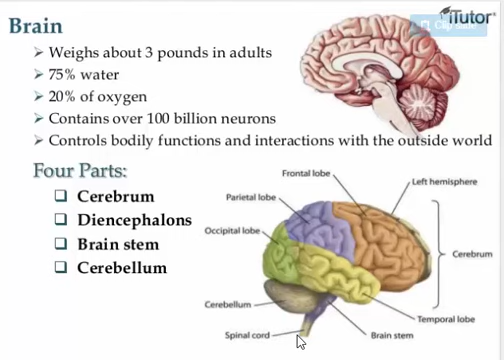 iTutor
Brain
Weighs about 3 pounds in adults
75% water
20% of oxygen
Contains over 100 billion neurons
Controls bodily functions and interactions with the outside world
Four Parts:
Cerebrum
Diencephalons
Brain stem
Cerebellum
Frontal lobe
Left hemisphere
Parietal lobe
Occipital lobe
Cerebrum
Cerebellum
Temporal lobe
Spinal cord
Brain stem